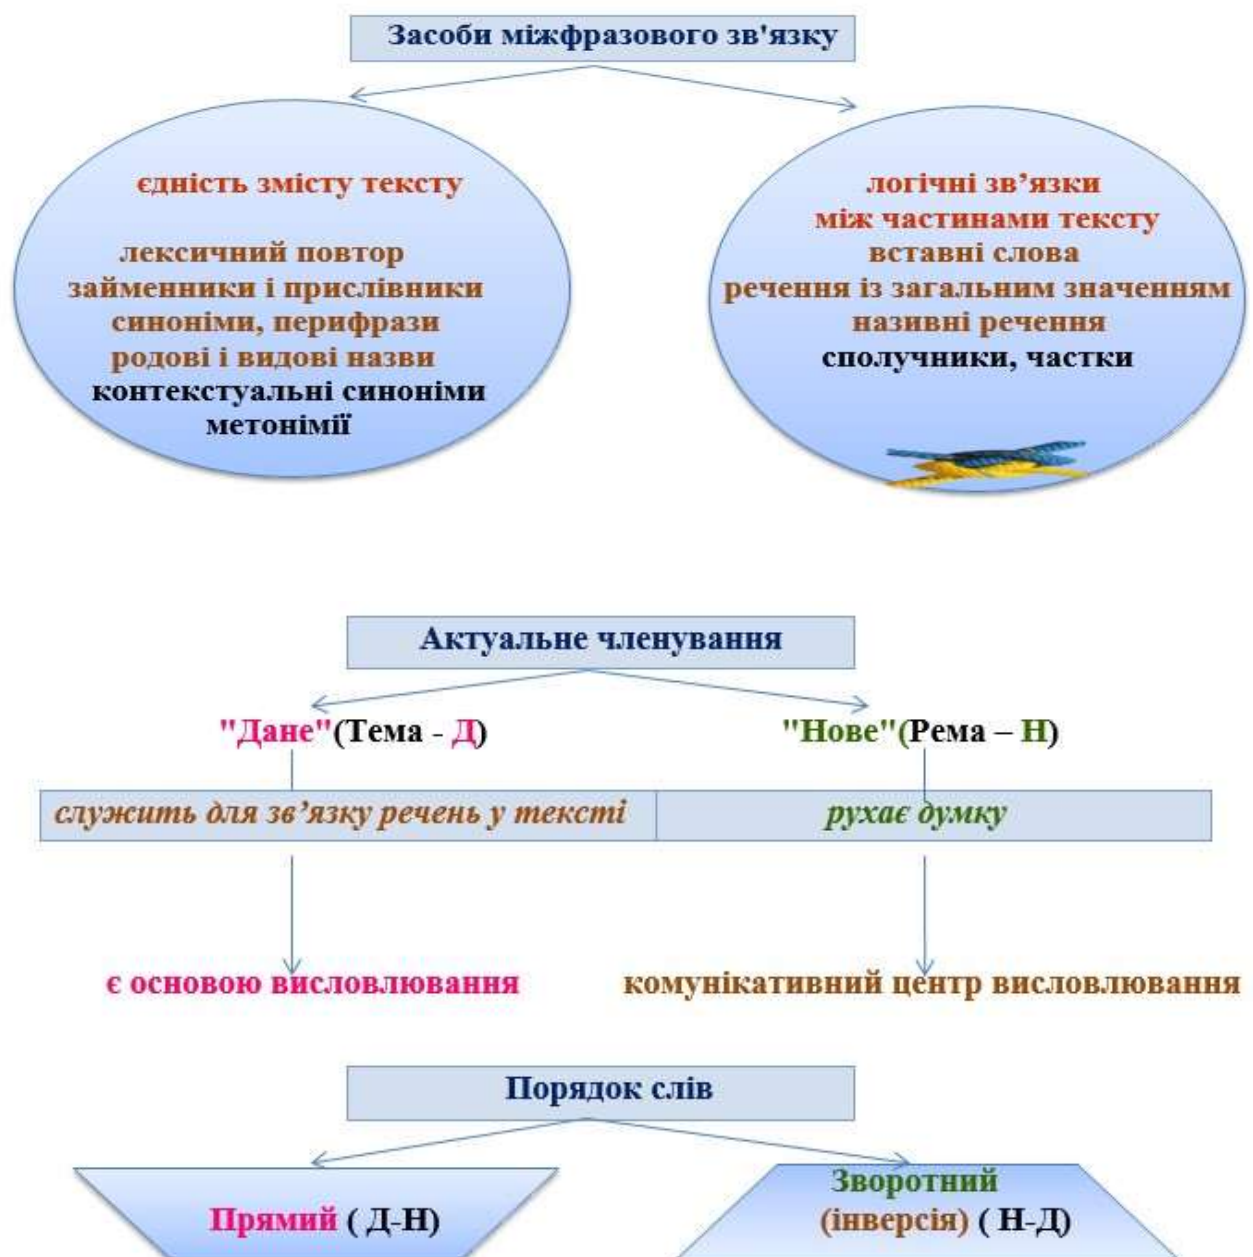 Засоби міжфразового зв'язку
єдність змісту тексту
лексичний повтор
займенники і прислівники
синоніми, перифрази
родові і видові назви
контекстуальні синоніми
метонімії
логічні зв’язки
між частинами тексту
вставні слова
речення із загальним значенням
називні речення
сполучники, частки
Актуальне членування
"Дане"(Тема - Д)
"Нове"(Рема – Н)
служить для зв’язку речень у тексті
рухає думку
є основою висловлювання
комунікативний центр висловлювання
Порядок слів
Прямий ( Д-Н)
Зворотний
(інверсія) ( Н-Д)